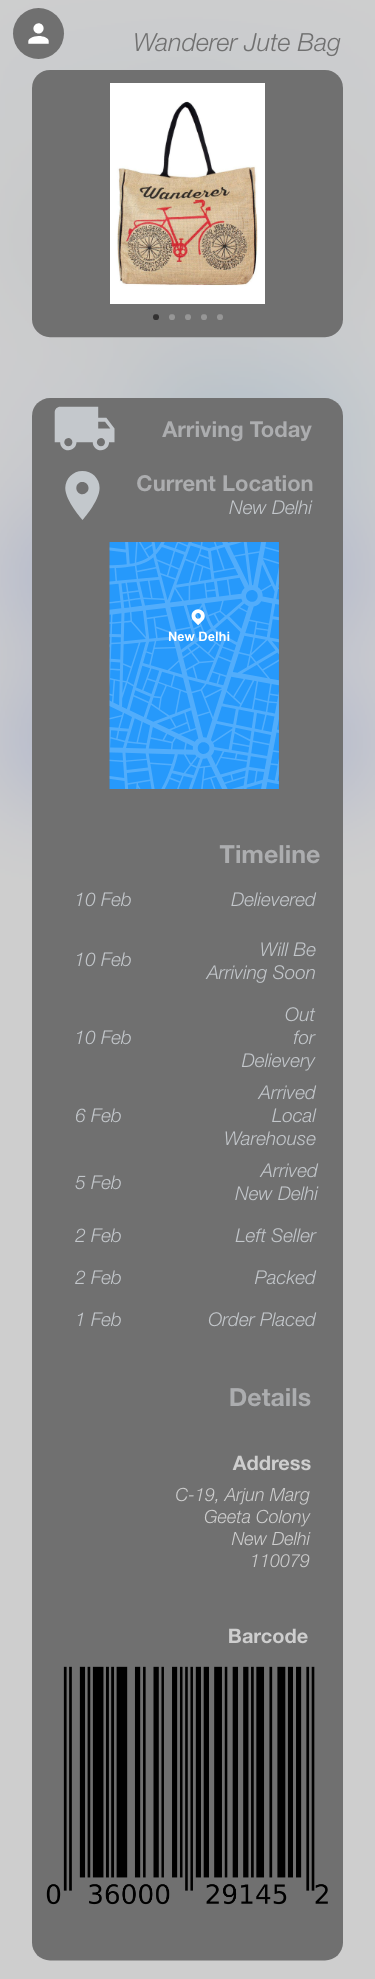 Wanderer Jute Bag
Wanderer
Arriving Today
Current Location
New Delhi
New Delhi
Timeline
10 Feb Delievered
Will Be
10 Feb Arriving Soon
Out
10 Feb for
Delievery
Arrived
6 Feb Local
Warehouse
Arrived
5 Feb New Delhi
2 Feb Left Seller
2 Feb Packed
1 Feb Order Placed
Details
Address
C-19, Arjun Marg
Geeta Colony
New Delhi
110079
Barcode
0 36000 29145 2